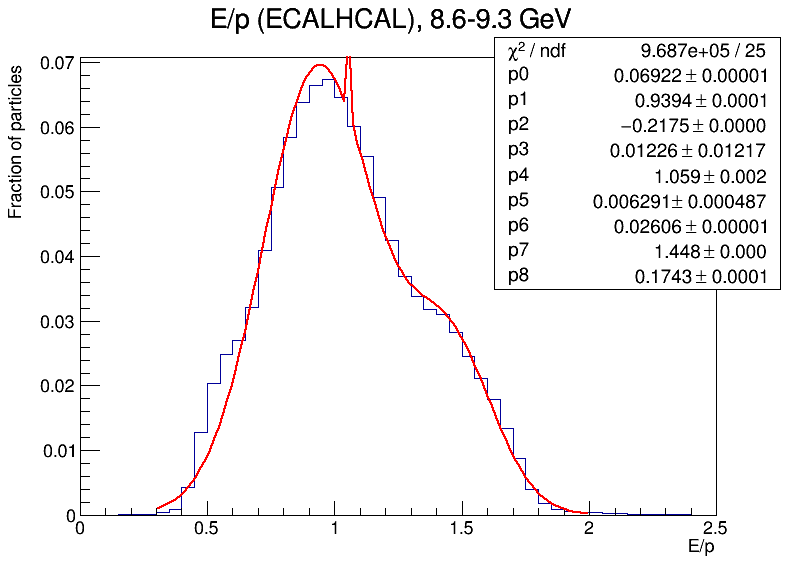 E/p (ECALHCAL), 8.6-9.3 GeV
χ² / ndf 9.687e+05 / 25
p0 0.06922 ± 0.00001
p1 0.9394 ± 0.0001
p2 −0.2175 ± 0.0000
p3 0.01226 ± 0.01217
p4 1.059 ± 0.002
p5 0.006291 ± 0.000487
p6 0.02606 ± 0.00001
p7 1.448 ± 0.000
p8 0.1743 ± 0.0001
Fraction of particles
0.07
0.06
0.05
0.04
0.03
0.02
0.01
0
0 0.5 1 1.5 2 2.5
E/p